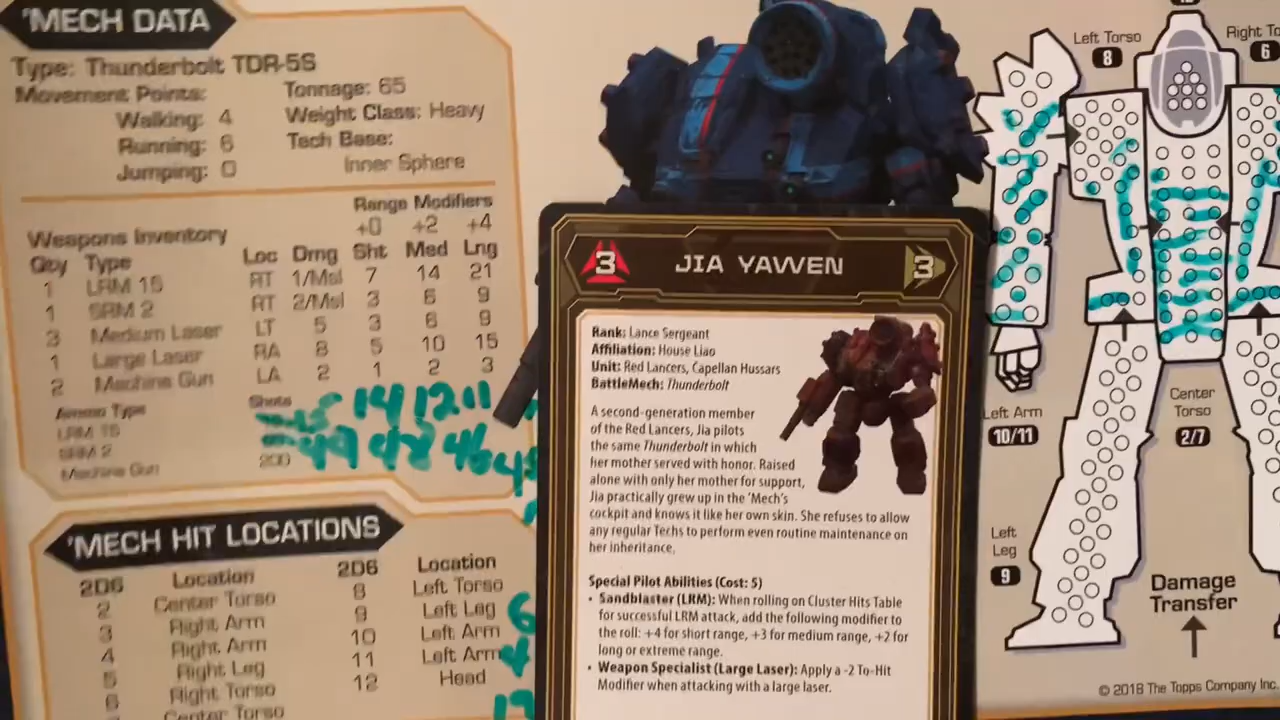 'MECH DATA
Type: Thunderbolt TDR-5S
Movement Points:
Walking: 4
Running: 6
Jumping: 0
Tonnage: 65
Weight Class: Heavy
Tech Base:
Inner Sphere
Range Modifiers
+0 +2 +4
Weapons Inventory
Qty Type Loc Dmg Sht Med Lng
1 LRM 15 RT 1/Msl 7 14 21
1 SRM 2 RT 2/Msl 3 6 9
3 Medium Laser LT 5 3 6 9
1 Large Laser RA 8 5 10 15
2 Machine Gun LA 2 1 2 3
Ammo Type Shots
LRM 15 14 12 11
SRM 2 49 48 46
Machine Gun 200
'MECH HIT LOCATIONS
2D6 Location 2D6 Location
2 Center Torso 8 Left Torso
3 Right Arm 9 Left Leg
4 Right Arm 10 Left Arm
5 Right Leg 11 Left Arm
6 Right Torso 12 Head
Center Torso
3 JIA YAWEN 3
Rank: Lance Sergeant
Affiliation: House Liao
Unit: Red Lancers, Capellan Hussars
BattleMech: Thunderbolt
A second-generation member
of the Red Lancers, Jia pilots
the same Thunderbolt in which
her mother served with honor. Raised
alone with only her mother for support,
Jia practically grew up in the 'Mech's
cockpit and knows it like her own skin. She refuses to allow
any regular Techs to perform even routine maintenance on
her inheritance.
Special Pilot Abilities (Cost: 5)
• Sandblaster (LRM): When rolling on Cluster Hits Table
for successful LRM attack, add the following modifier to
the roll: +4 for short range, +3 for medium range, +2 for
long or extreme range.
• Weapon Specialist (Large Laser): Apply a -2 To-Hit
Modifier when attacking with a large laser.
Left Torso
8
Right To
6
Left Arm
10/11
Center
Torso
2/7
Left
Leg
9
Damage
Transfer
© 2018 The Topps Company Inc.